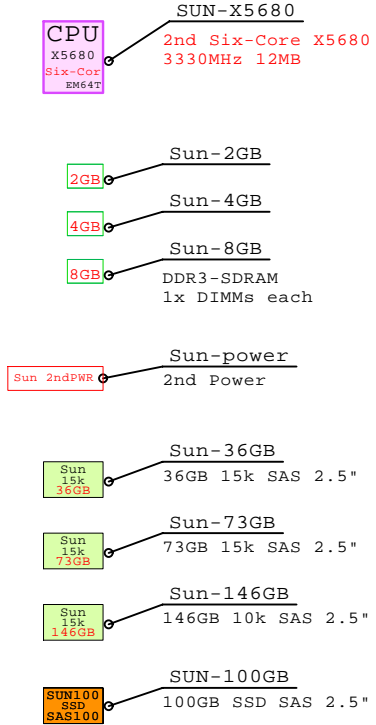 SUN-X5680
CPU
X5680
Six-Cor
EM64T
2nd Six-Core X5680
3330MHz 12MB
Sun-2GB
2GB
Sun-4GB
4GB
Sun-8GB
8GB
DDR3-SDRAM
1x DIMMs each
Sun-power
Sun 2ndPWR
2nd Power
Sun-36GB
Sun
15k
36GB
36GB 15k SAS 2.5"
Sun-73GB
Sun
15k
73GB
73GB 15k SAS 2.5"
Sun-146GB
Sun
15k
146GB
146GB 10k SAS 2.5"
SUN-100GB
SUN100
SSD
SAS100
100GB SSD SAS 2.5"